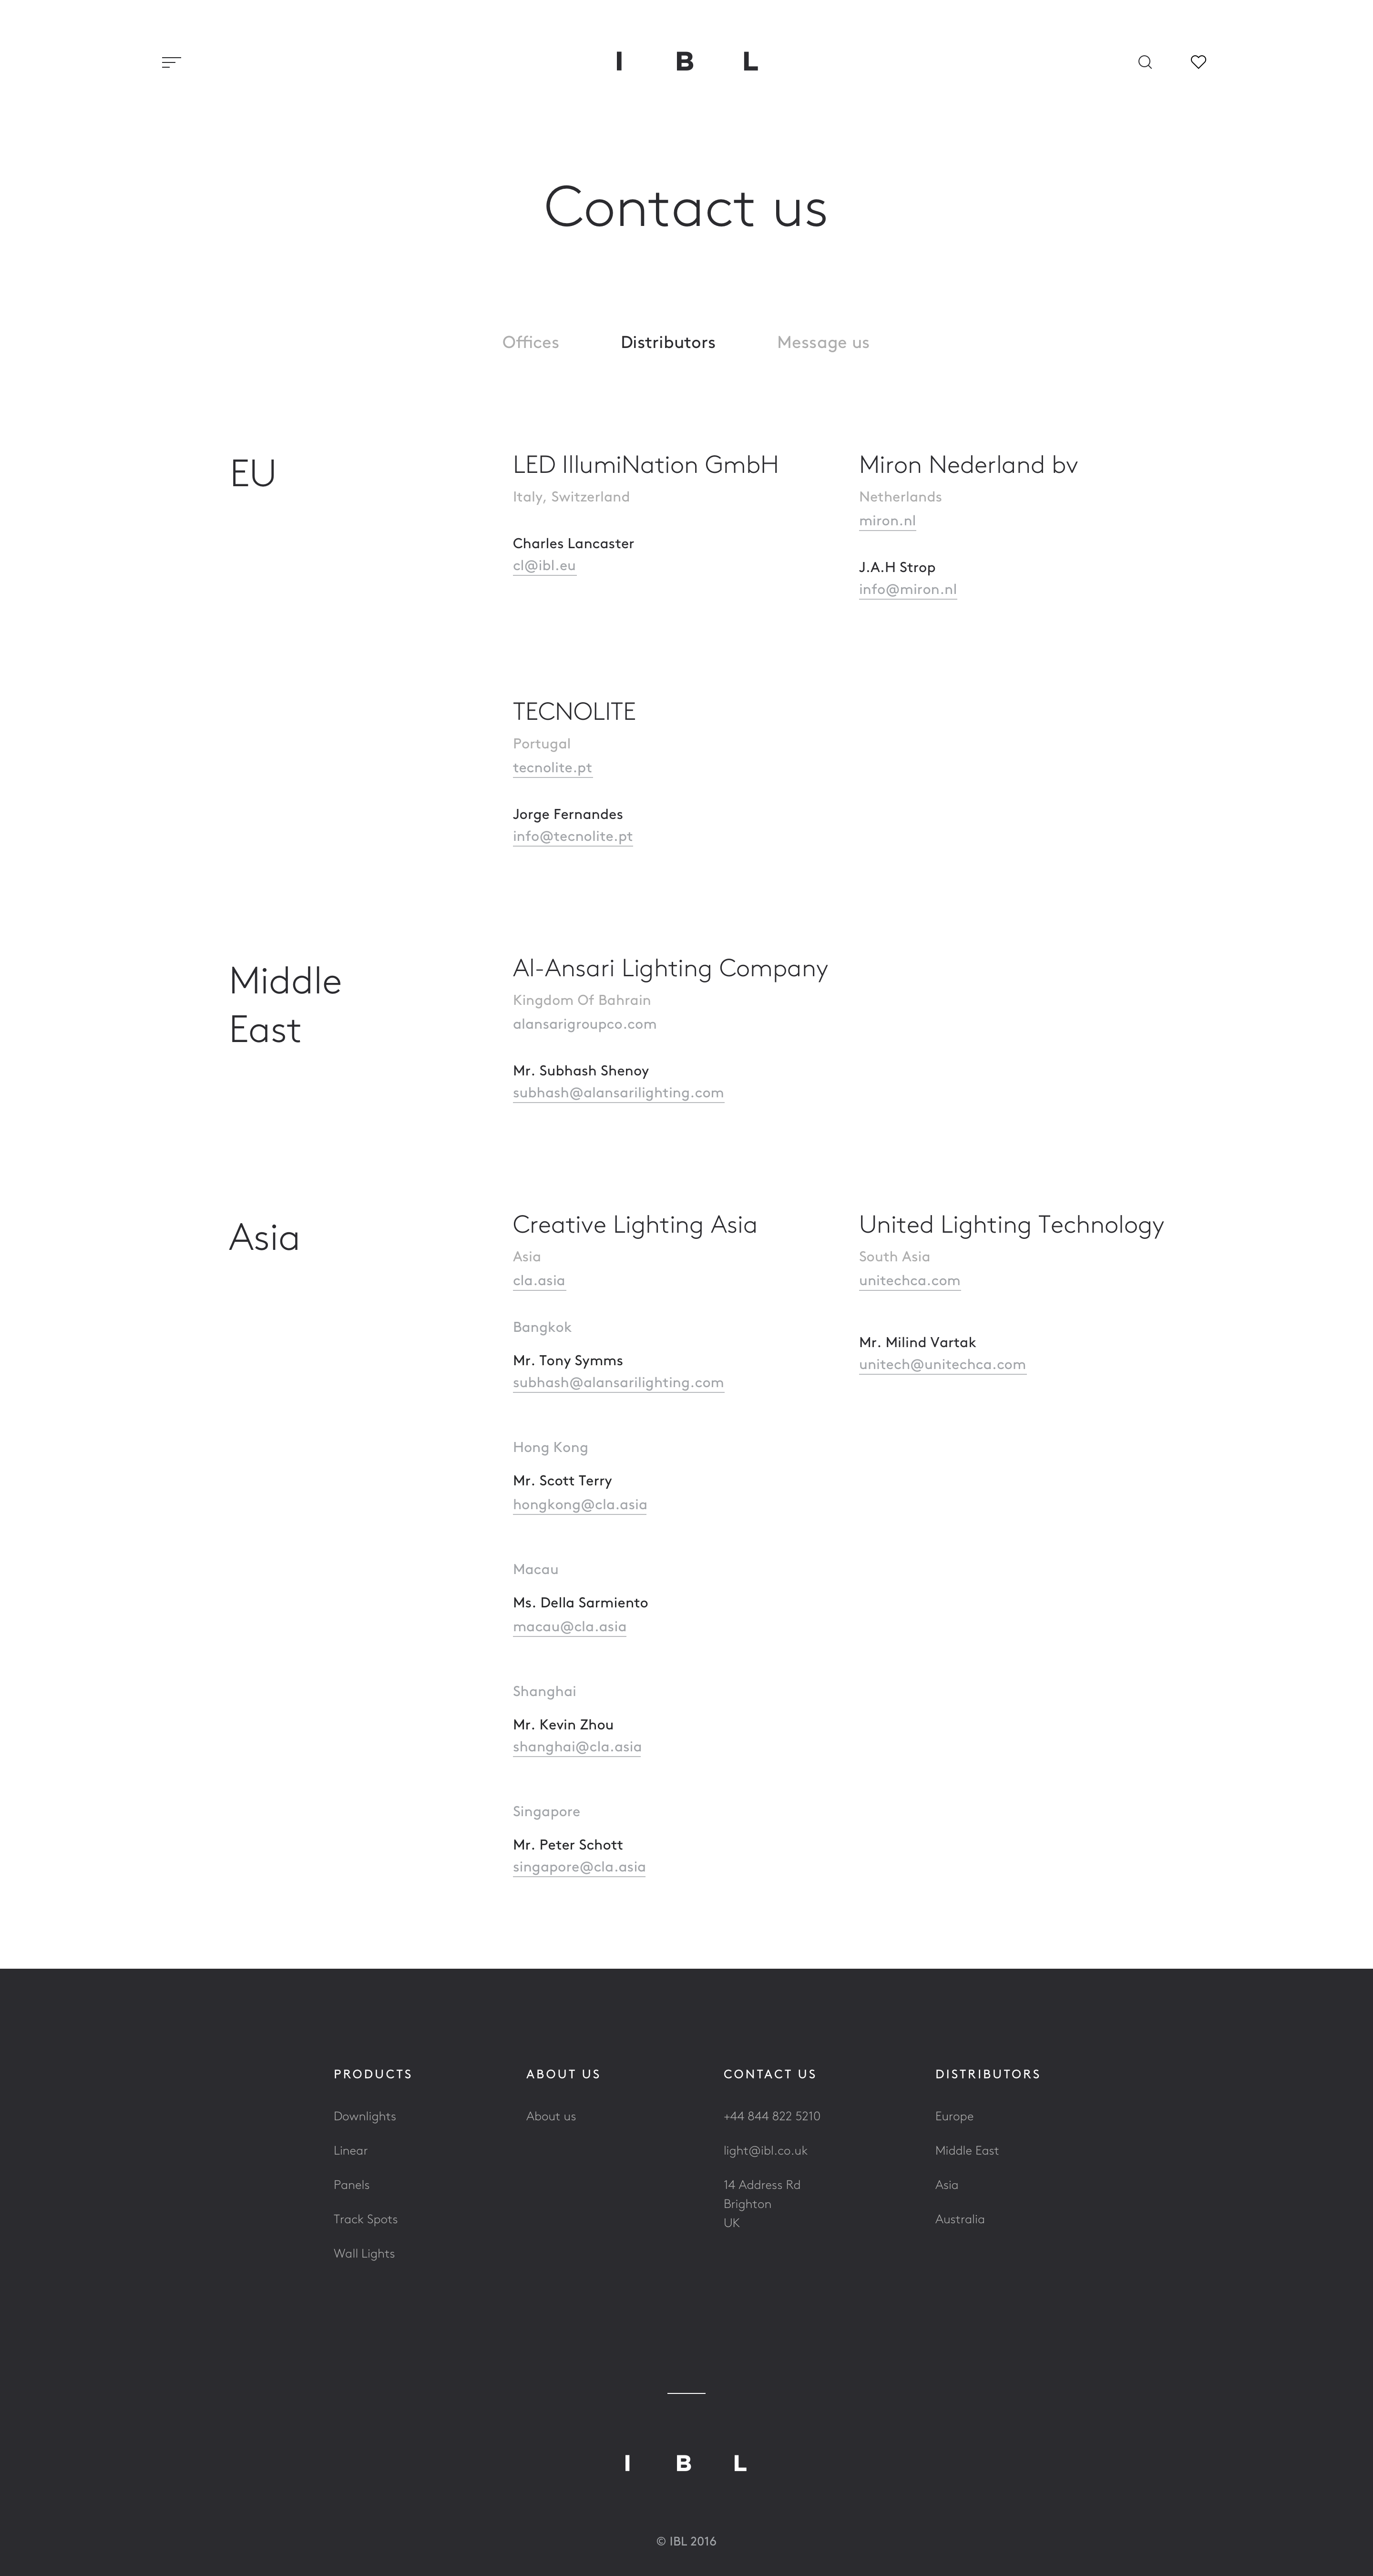 I B L
Contact us
Offices Distributors Message us
EU
LED IllumiNation GmbH
Italy, Switzerland
Charles Lancaster
cl@ibl.eu
Miron Nederland bv
Netherlands
miron.nl
J.A.H Strop
info@miron.nl
TECNOLITE
Portugal
tecnolite.pt
Jorge Fernandes
info@tecnolite.pt
Middle
East
Al-Ansari Lighting Company
Kingdom Of Bahrain
alansarigroupco.com
Mr. Subhash Shenoy
subhash@alansarilighting.com
Asia
Creative Lighting Asia
Asia
cla.asia
Bangkok
Mr. Tony Symms
subhash@alansarilighting.com
Hong Kong
Mr. Scott Terry
hongkong@cla.asia
Macau
Ms. Della Sarmiento
macau@cla.asia
Shanghai
Mr. Kevin Zhou
shanghai@cla.asia
Singapore
Mr. Peter Schott
singapore@cla.asia
United Lighting Technology
South Asia
unitechca.com
Mr. Milind Vartak
unitech@unitechca.com
PRODUCTS
Downlights
Linear
Panels
Track Spots
Wall Lights
ABOUT US
About us
CONTACT US
+44 844 822 5210
light@ibl.co.uk
14 Address Rd
Brighton
UK
DISTRIBUTORS
Europe
Middle East
Asia
Australia
I B L
© IBL 2016